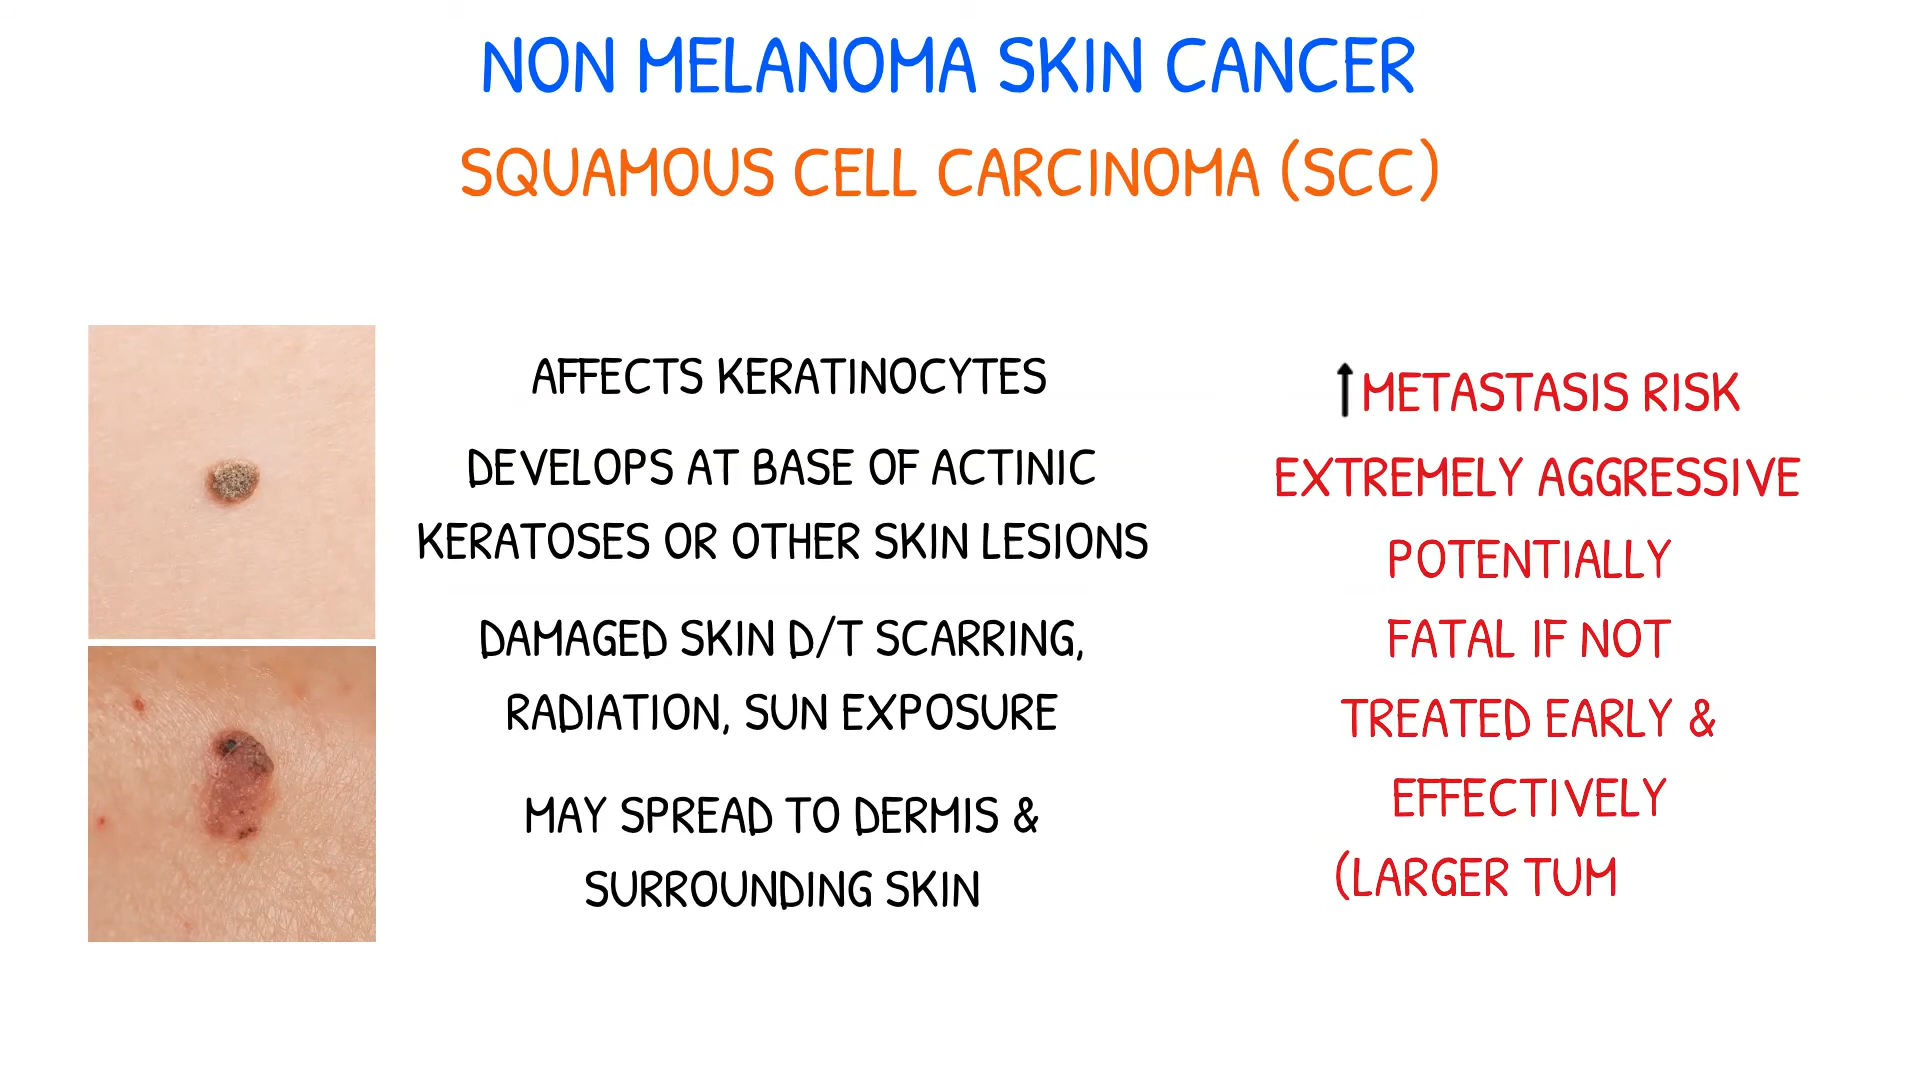 NON MELANOMA SKIN CANCER
SQUAMOUS CELL CARCINOMA (SCC)
AFFECTS KERATINOCYTES
DEVELOPS AT BASE OF ACTINIC
KERATOSES OR OTHER SKIN LESIONS
DAMAGED SKIN D/T SCARRING,
RADIATION, SUN EXPOSURE
MAY SPREAD TO DERMIS &
SURROUNDING SKIN
↑METASTASIS RISK
EXTREMELY AGGRESSIVE
POTENTIALLY
FATAL IF NOT
TREATED EARLY &
EFFECTIVELY
(LARGER TUM